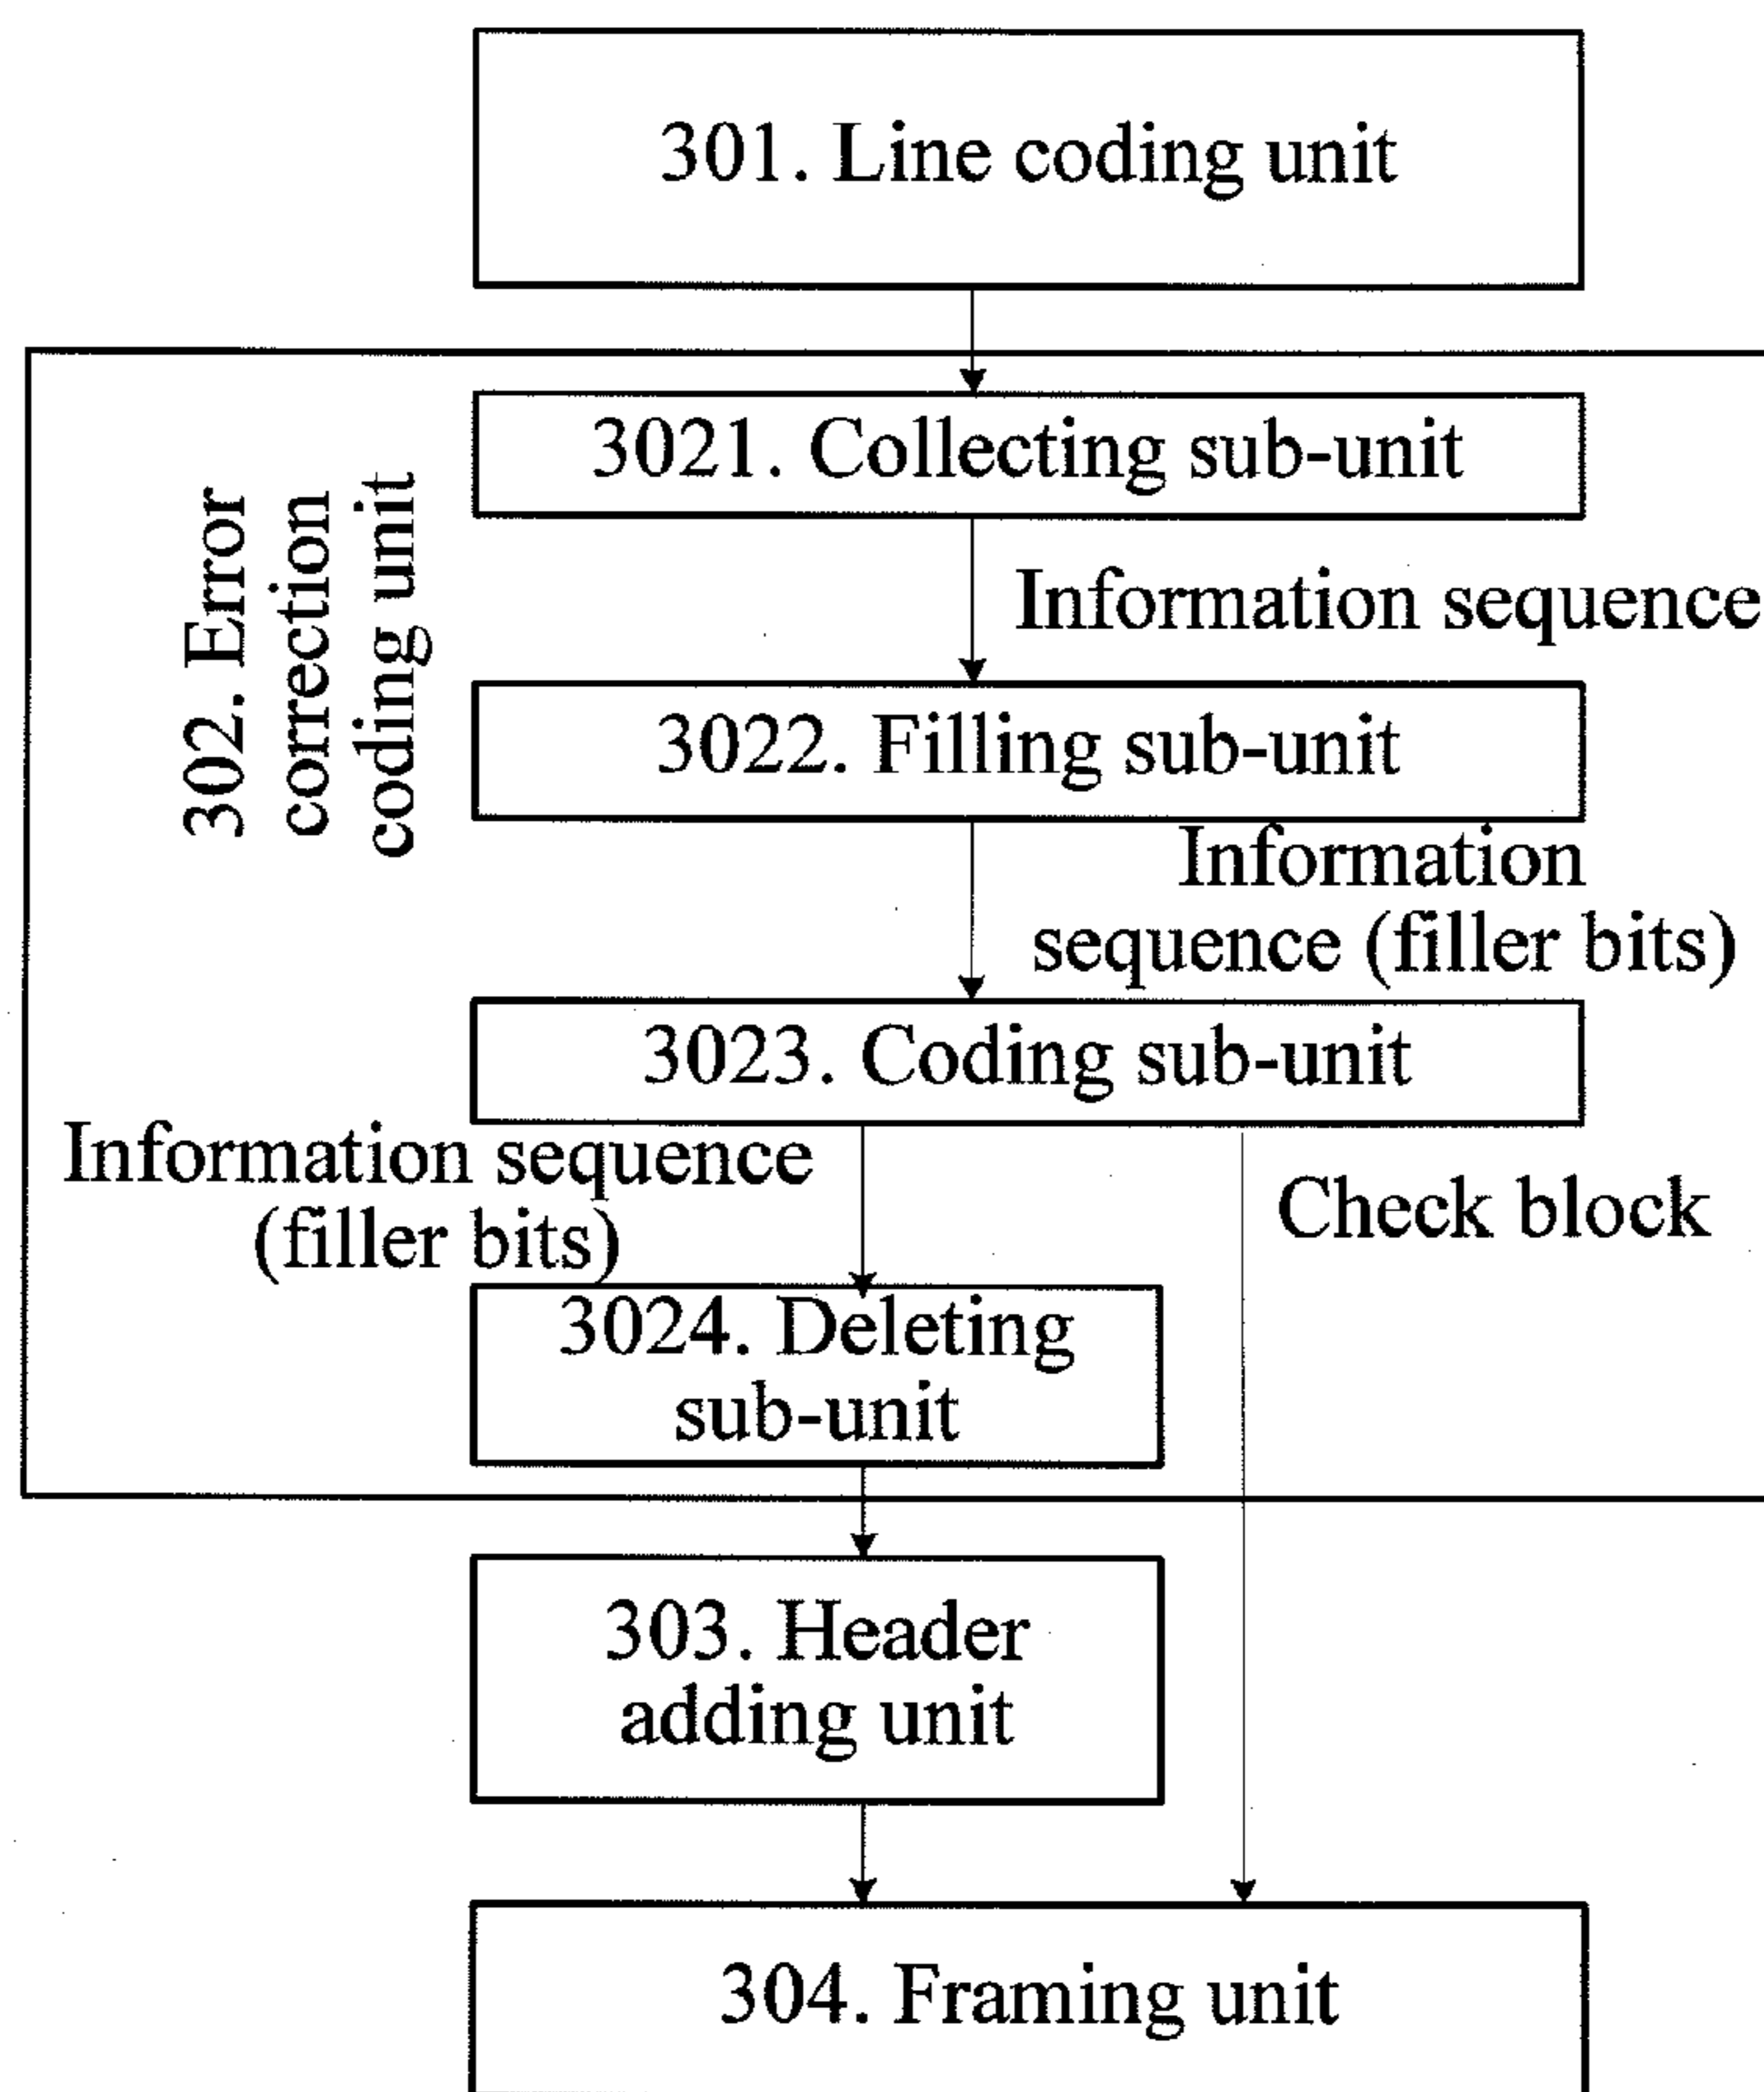 301. Line coding unit
302. Error
correction
coding unit
3021. Collecting sub-unit
Information sequence
3022. Filling sub-unit
Information
sequence (filler bits)
3023. Coding sub-unit
Information sequence
(filler bits)
Check block
3024. Deleting
sub-unit
303. Header
adding unit
304. Framing unit